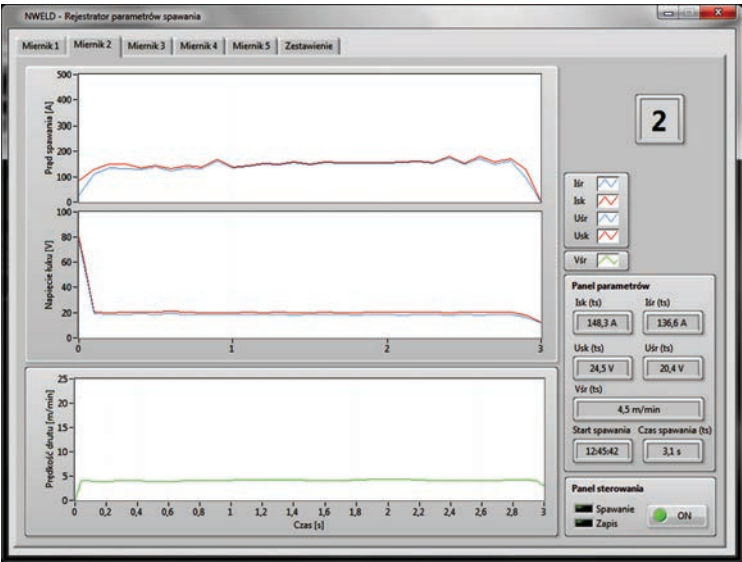 NWELD - Rejestrator parametrów spawania
Miernik 1 Miernik 2 Miernik 3 Miernik 4 Miernik 5 Zestawienie
Prąd spawania [A]
500
400
300
200
100
0
Napięcie łuku [V]
100
80
60
40
20
0
0 1 2 3
Prędkość drutu [m/min]
25
20
15
10
5
0
0 0,2 0,4 0,6 0,8 1 1,2 1,4 1,6 1,8 2 2,2 2,4 2,6 2,8 3
Czas [s]
2
Iśr
Isk
Uśr
Usk
Vśr
Panel parametrów
Isk (ts) Iśr (ts)
148,3 A 136,6 A
Usk (ts) Uśr (ts)
24,5 V 20,4 V
Vśr (ts)
4,5 m/min
Start spawania Czas spawania (ts)
12:45:42 3,1 s
Panel sterowania
Spawanie
Zapis
ON